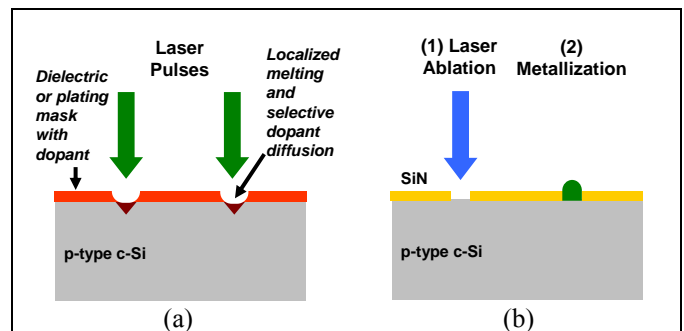 Laser
Pulses
Localized
melting
and
selective
dopant
diffusion
Dielectric
or plating
mask
with
dopant
p-type c-Si
(a)
(1) Laser
Ablation
(2)
Metallization
SiN
p-type c-Si
(b)